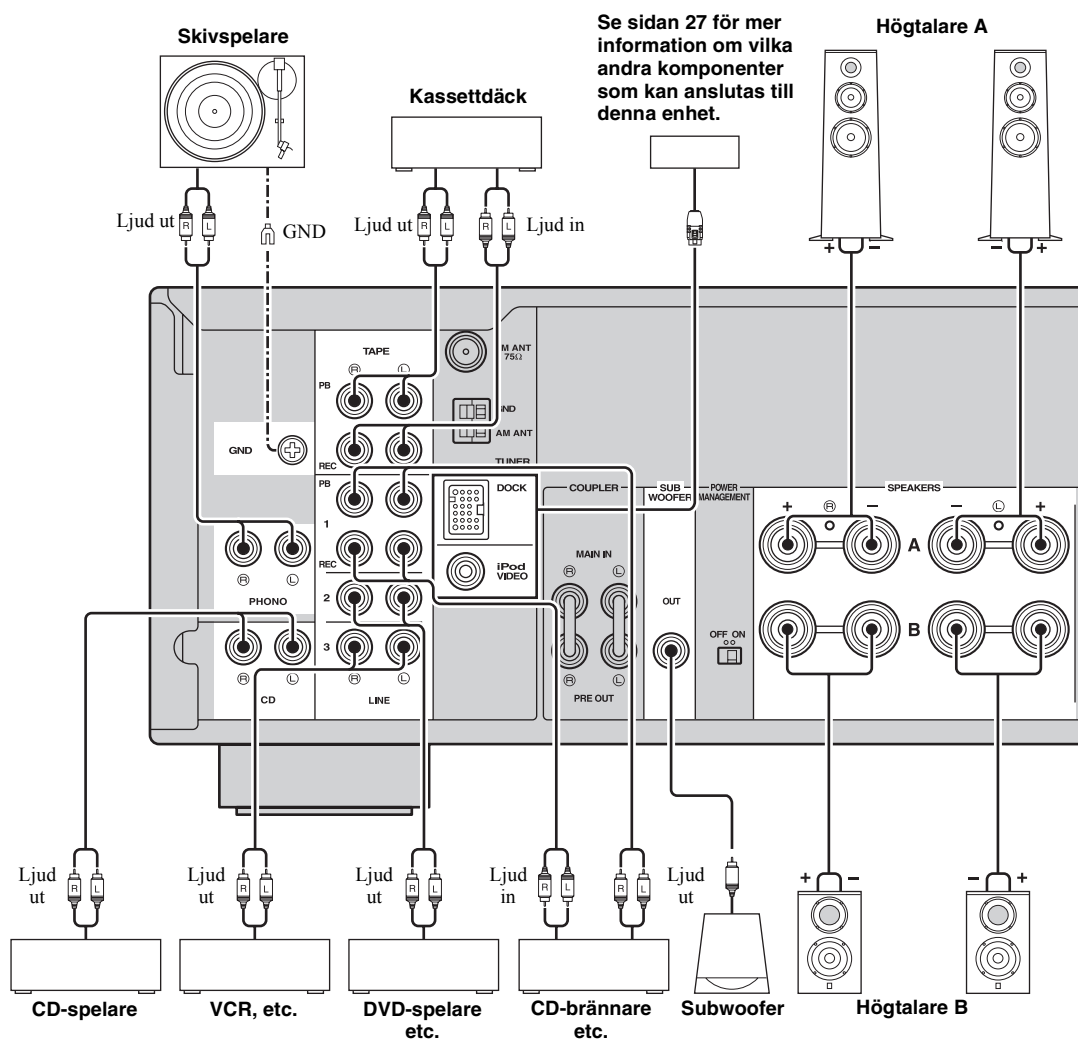 Skivspelare
Kassettdäck
Se sidan 27 för mer
information om vilka
andra komponenter
som kan anslutas till
denna enhet.
Högtalare A
Ljud ut
R L
GND
Ljud ut
R L
R L
Ljud in
+ − − +
TAPE
R L
PB
REC
M ANT
75Ω
GND
AM ANT
TUNER
GND
PB
1
REC
2
3
R L
PHONO
R L
CD
R L
LINE
DOCK
iPod
VIDEO
COUPLER
MAIN IN
R L
R L
PRE OUT
SUB
WOOFER
OUT
POWER
MANAGEMENT
OFF ON
SPEAKERS
+ R − − L +
A
B
Ljud
ut
R L
Ljud
ut
R L
Ljud
ut
R L
Ljud
in
R L
R L
Ljud
ut
+ − − +
CD-spelare
VCR, etc.
DVD-spelare
etc.
CD-brännare
etc.
Subwoofer
Högtalare B